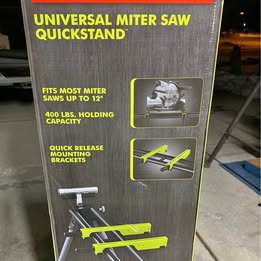 UNIVERSAL MITER SAW
QUICKSTAND™
FITS MOST MITER
SAWS UP TO 12"
400 LBS. HOLDING
CAPACITY
QUICK RELEASE
MOUNTING
BRACKETS